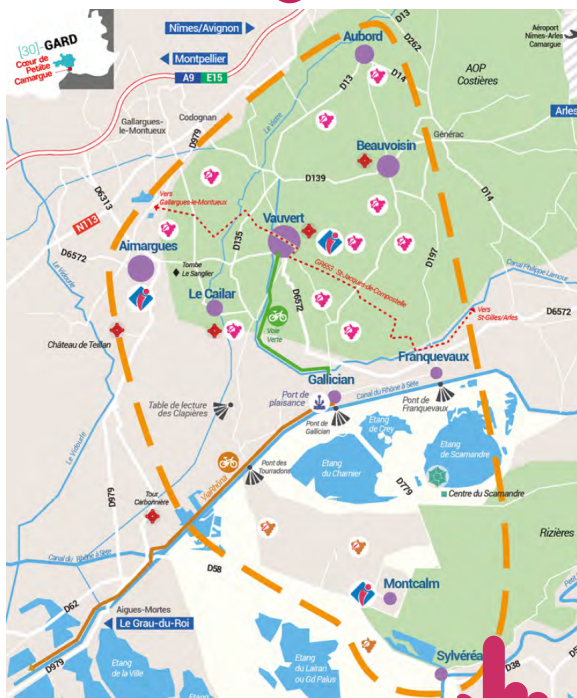 [30]-GARD
Cœur de
Petite
Camargue
Nîmes/Avignon
Montpellier
A9 E15
D13
D262
Aubord
Aéroport
Nîmes-Arles
Camargue
AOP
Costières
D13
D14
Arles
Gallargues-
le-Montueux
Codognan
D979
Le Vistre
Beauvoisin
Générac
D6313
D139
D14
Vers
Gallargues-le-Montueux
N113
Vauvert
D135
D6572
Aimargues
Tombe
Le Sanglier
GR653 - St-Jacques de Compostelle
D197
Canal Philippe Lamour
Le Vidourle
Le Cailar
D6572
Vers
St-Gilles/Arles
D6572
Voie
Verte
Château de Teillan
Franquevaux
Gallician
Canal du Rhône à Sète
Table de lecture
des Clapières
Port de
plaisance
Pont de
Gallician
Pont de
Franquevaux
Le Vidourle
Etang
de Crey
Etang
de Scamandre
ViaRhôna
Pont des
Tourradons
Etang
du Charnier
D779
Centre du Scamandre
D979
Tour
Carbonnière
Rizières
Canal du Rhône à Sète
D58
Montcalm
Petit
D62
Aigues-Mortes
Le Grau-du-Roi
Sylvéréa
D38
D979
Etang
de la Ville
Etang
du Lairan
ou Gd Palus